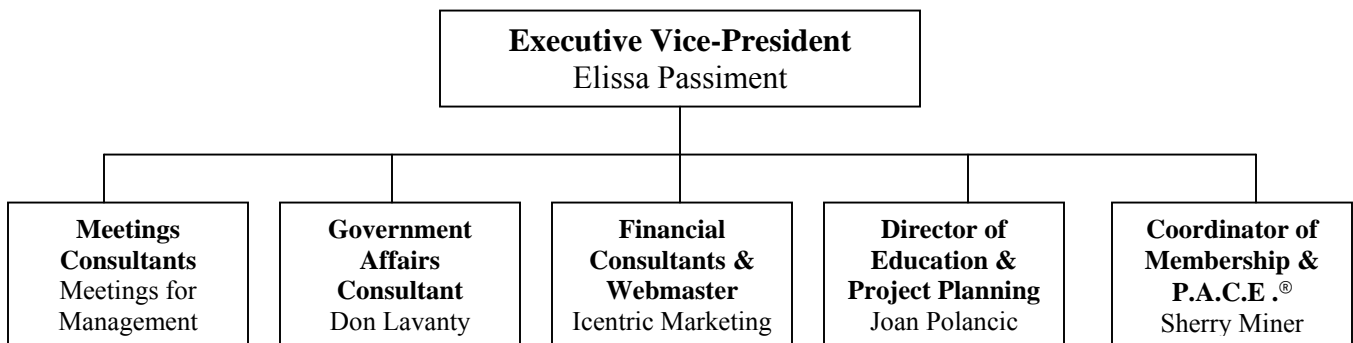 Executive Vice-President
Elissa Passiment
Meetings
Consultants
Meetings for
Management
Government
Affairs
Consultant
Don Lavanty
Financial
Consultants &
Webmaster
Icentric Marketing
Director of
Education &
Project Planning
Joan Polancic
Coordinator of
Membership &
P.A.C.E .®
Sherry Miner